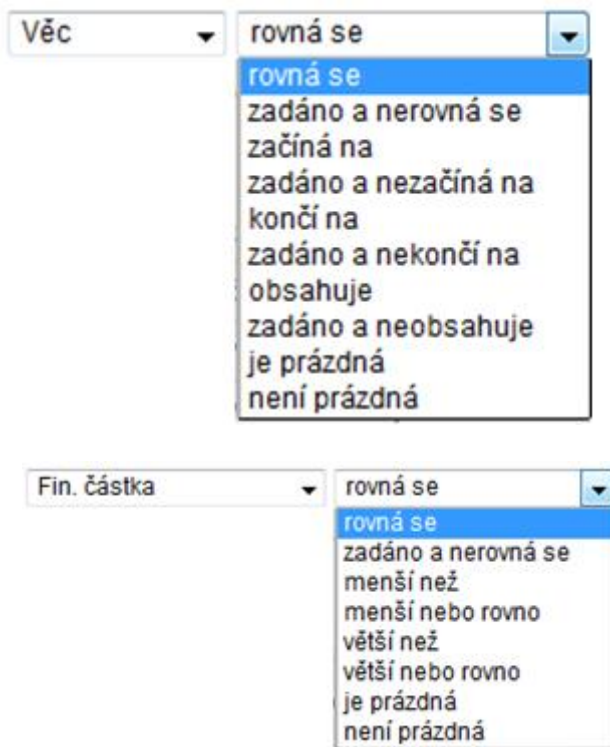 Věc rovná se
rovná se
zadáno a nerovná se
začíná na
zadáno a nezačíná na
končí na
zadáno a nekončí na
obsahuje
zadáno a neobsahuje
je prázdná
není prázdná
Fin. částka rovná se
rovná se
zadáno a nerovná se
menší než
menší nebo rovno
větší než
větší nebo rovno
je prázdná
není prázdná